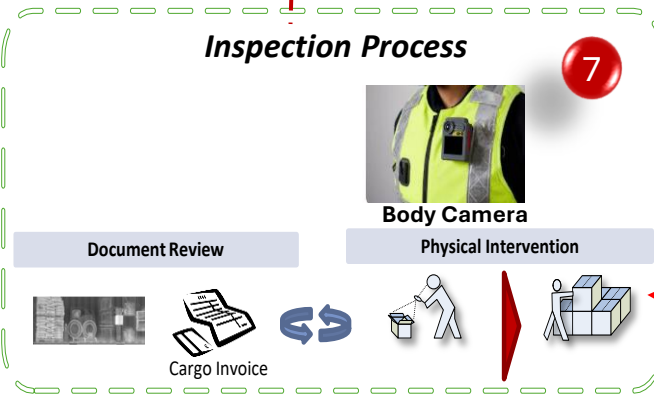 Inspection Process
7
Body Camera
Document Review
Physical Intervention
Cargo Invoice